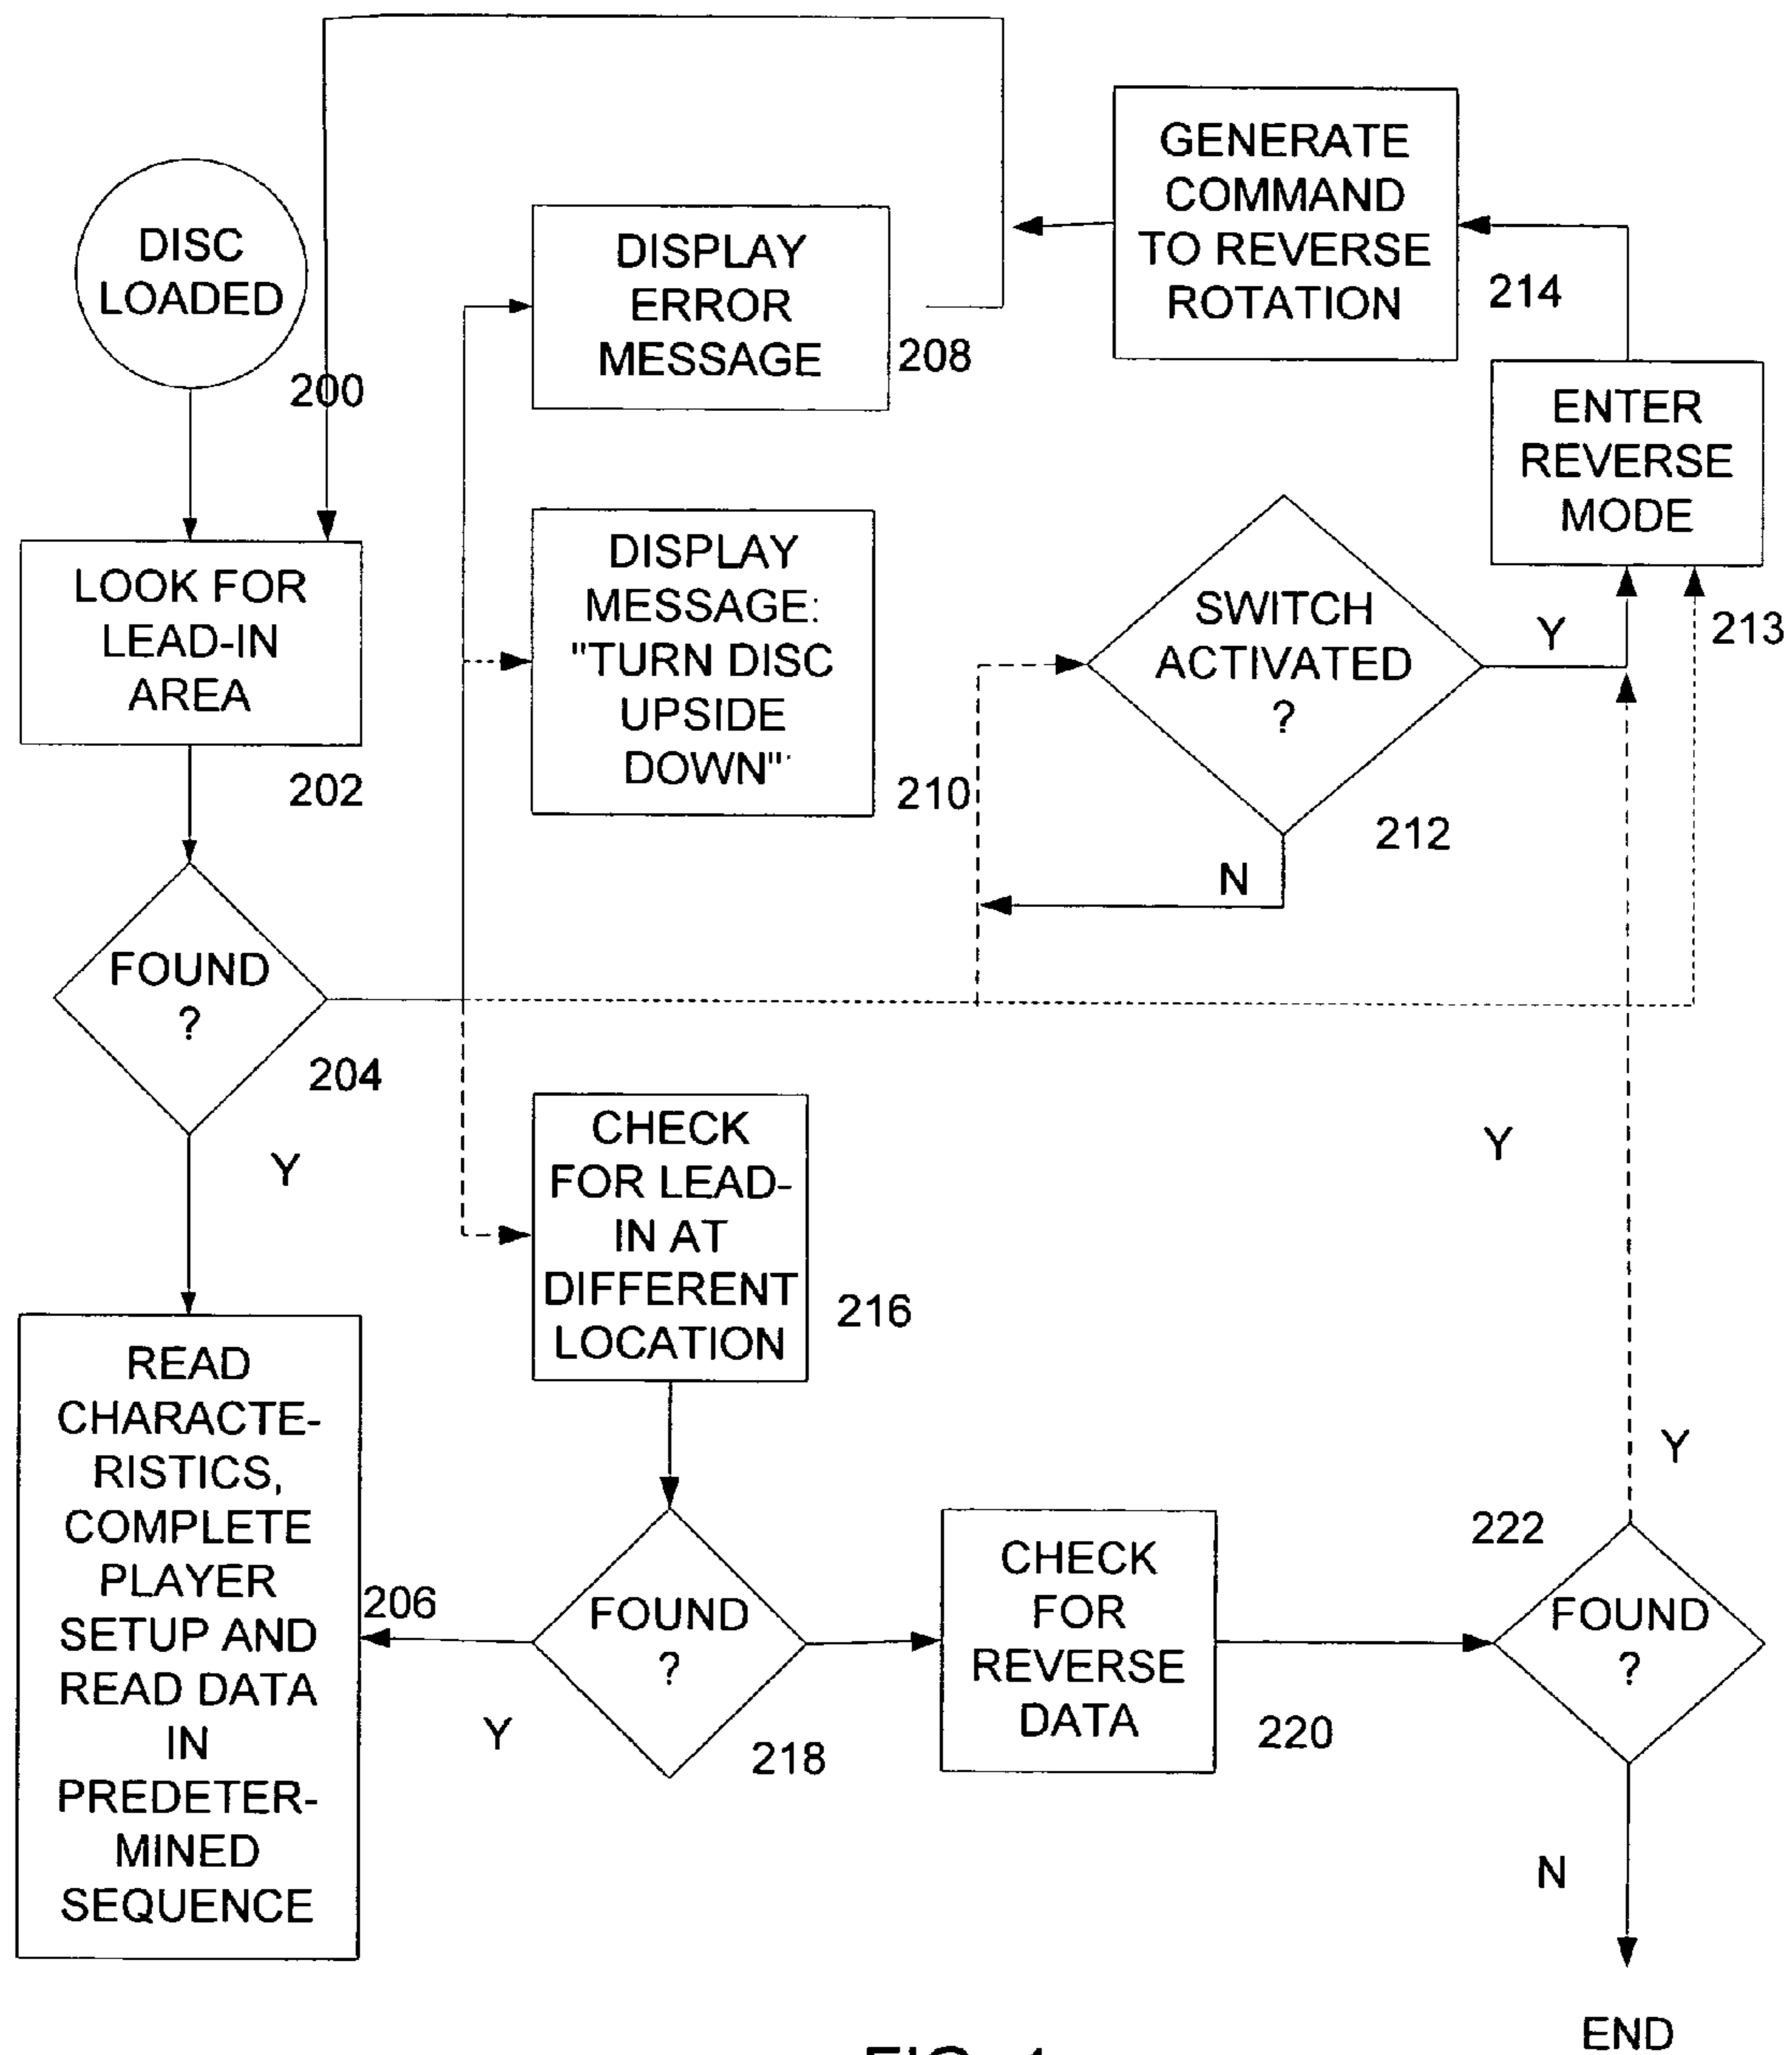 DISC
LOADED
200
LOOK FOR
LEAD-IN
AREA
202
FOUND
?
204
Y
READ
CHARACTE-
RISTICS,
COMPLETE
PLAYER
SETUP AND
READ DATA
IN
PREDETER-
MINED
SEQUENCE
206
DISPLAY
ERROR
MESSAGE
208
DISPLAY
MESSAGE:
"TURN DISC
UPSIDE
DOWN"
210
SWITCH
ACTIVATED
?
212
Y
N
ENTER
REVERSE
MODE
213
GENERATE
COMMAND
TO REVERSE
ROTATION
214
CHECK
FOR LEAD-
IN AT
DIFFERENT
LOCATION
216
FOUND
?
218
Y
CHECK
FOR
REVERSE
DATA
220
FOUND
?
222
Y
Y
N
END